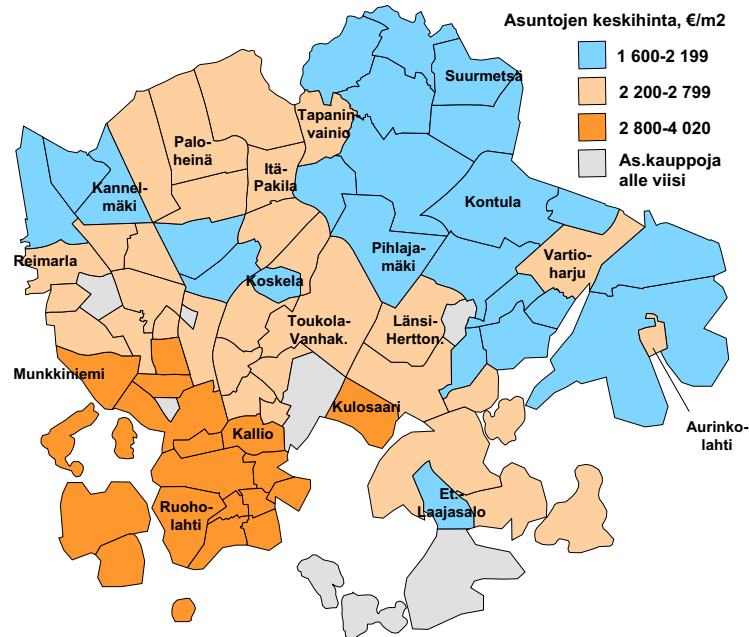 Asuntojen keskihinta, €/m2
1 600-2 199
2 200-2 799
2 800-4 020
As.kauppoja
alle viisi
Suurmetsä
Tapanin-
vainio
Palo-
heinä
Itä-
Pakila
Kannel-
mäki
Kontula
Pihlaja-
mäki
Vartio-
harju
Reimarla
Koskela
Toukola-
Vanhak.
Länsi-
Hertton.
Munkkiniemi
Kulosaari
Kallio
Aurinko-
lahti
Et.-
Laajasalo
Ruoho-
lahti